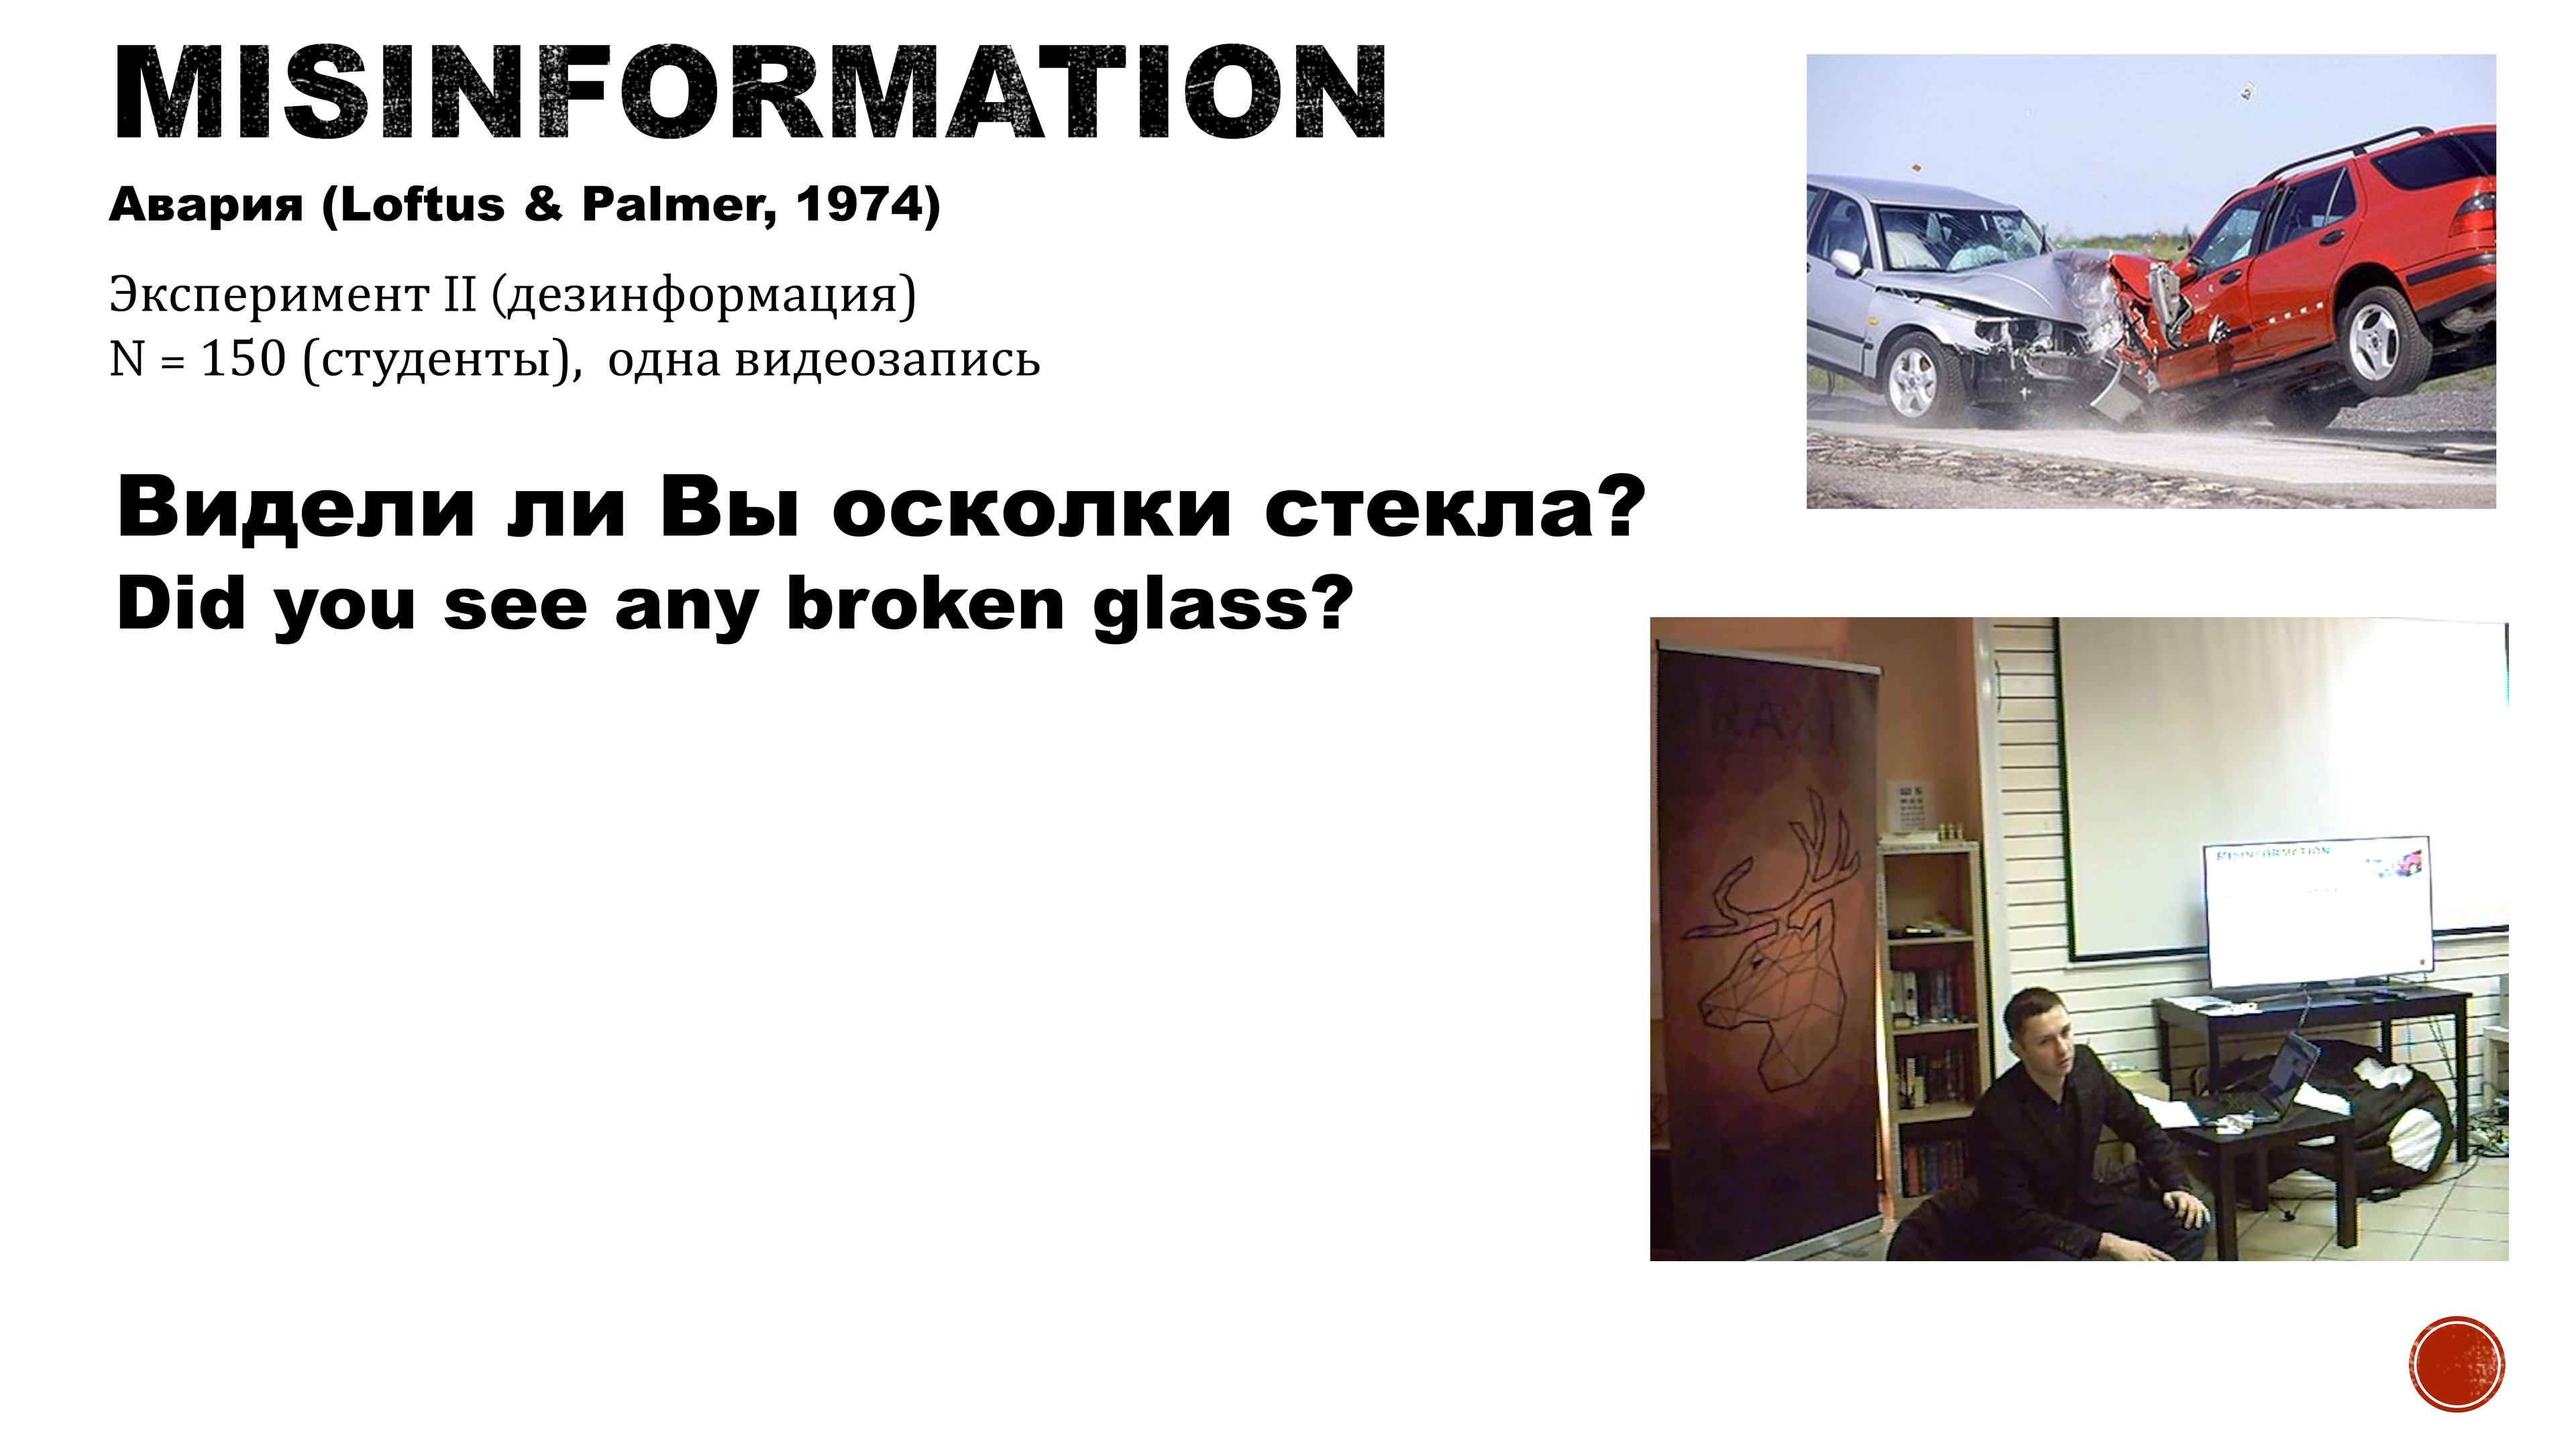 MISINFORMATION
Авария (Loftus & Palmer, 1974)
Эксперимент II (дезинформация)
N = 150 (студенты), одна видеозапись
Видели ли Вы осколки стекла?
Did you see any broken glass?
MISINFORMATION